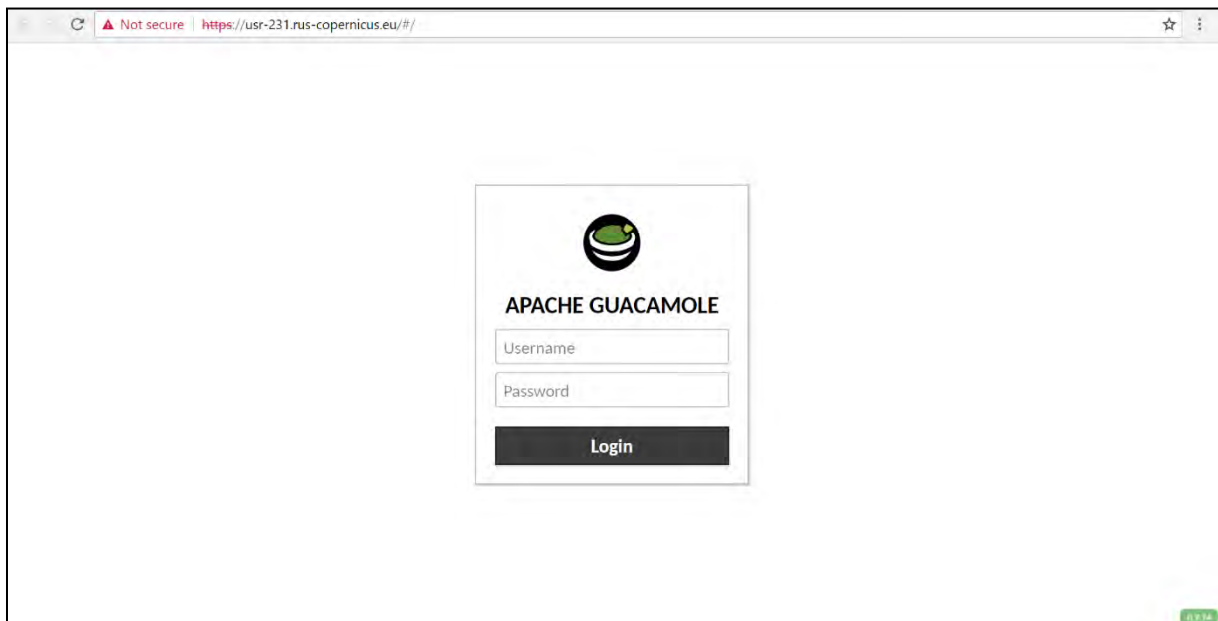 Not secure https://usr-231.rus-copernicus.eu/#/
APACHE GUACAMOLE
Username
Password
Login